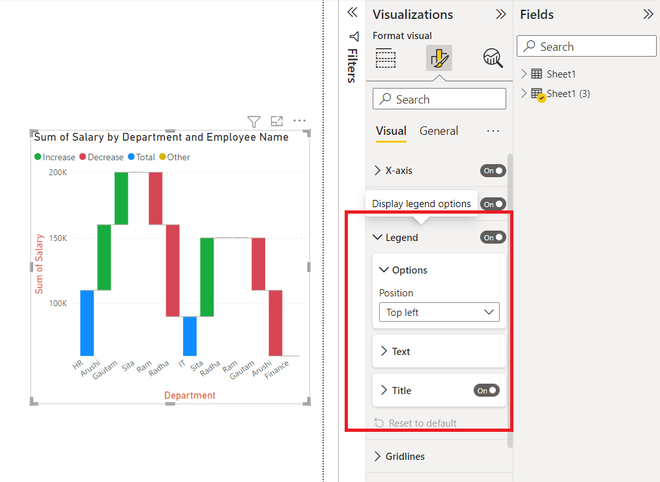 Sum of Salary by Department and Employee Name
Increase Decrease Total Other
200K
150K
100K
Sum of Salary
HR Arushi Gautam Sita Ram Radha IT Sita Radha Ram Gautam Arushi Finance
Department
Filters
Visualizations
Format visual
Search
Visual General
X-axis On
Display legend options On
Legend On
Options
Position
Top left
Text
Title On
Reset to default
Gridlines
Fields
Search
Sheet1
Sheet1 (3)